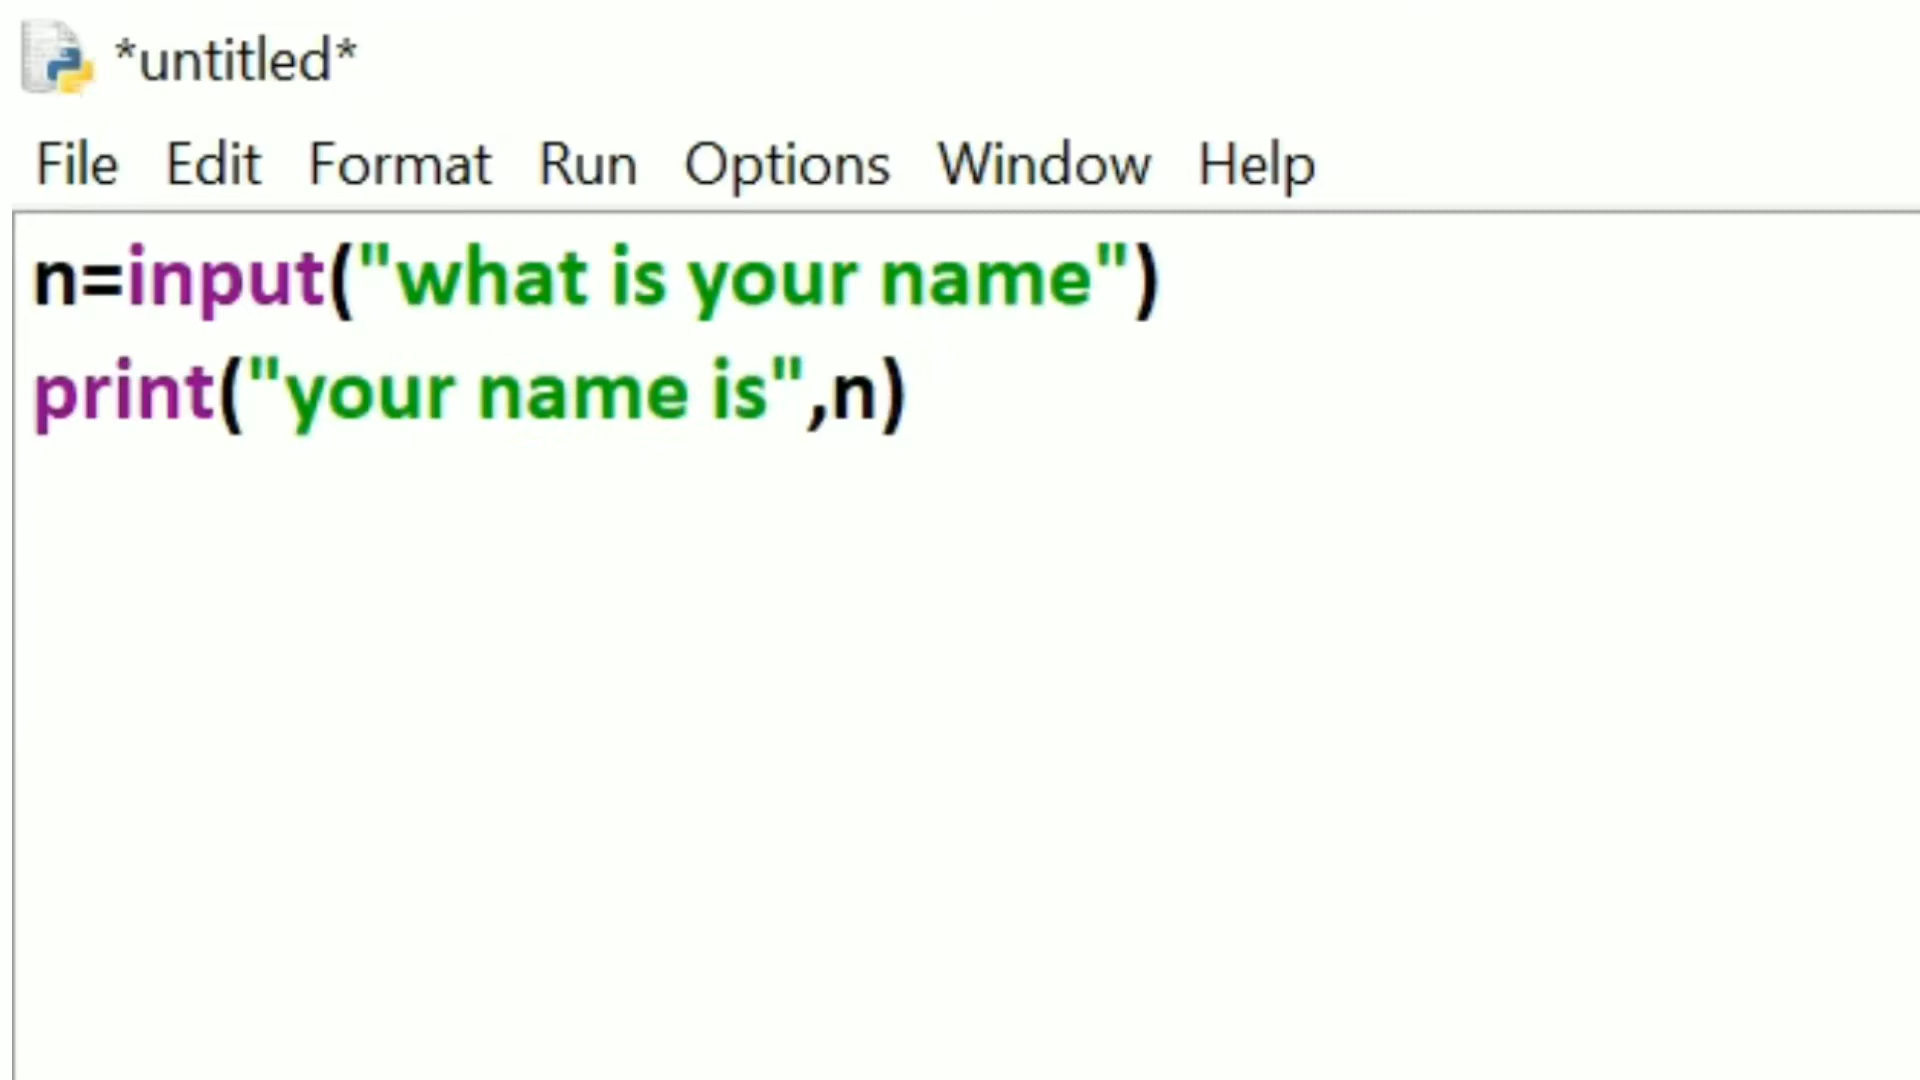 *untitled*
File Edit Format Run Options Window Help
n=input("what is your name")
print("your name is",n)